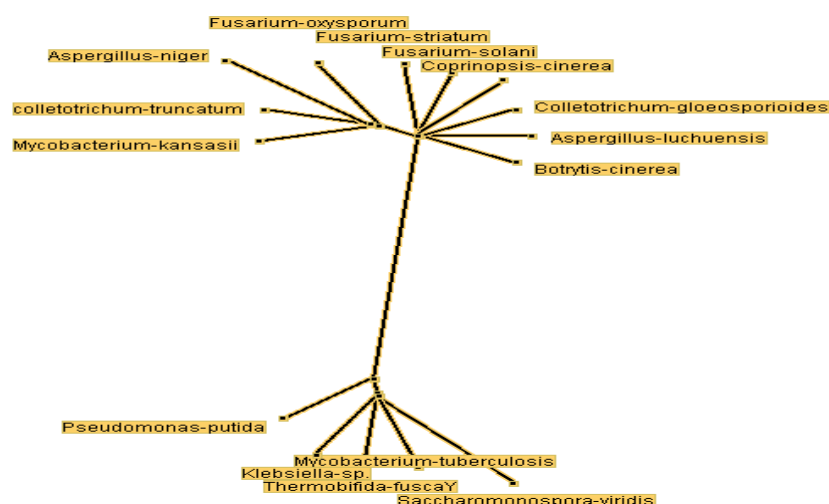 Fusarium-oxysporum
Fusarium-striatum
Aspergillus-niger
Fusarium-solani
Coprinopsis-cinerea
colletotrichum-truncatum
Colletotrichum-gloeosporioides
Mycobacterium-kansasii
Aspergillus-luchuensis
Botrytis-cinerea
Pseudomonas-putida
Mycobacterium-tuberculosis
Klebsiella-sp.
Thermobifida-fuscaY
Saccharomonospora-viridis